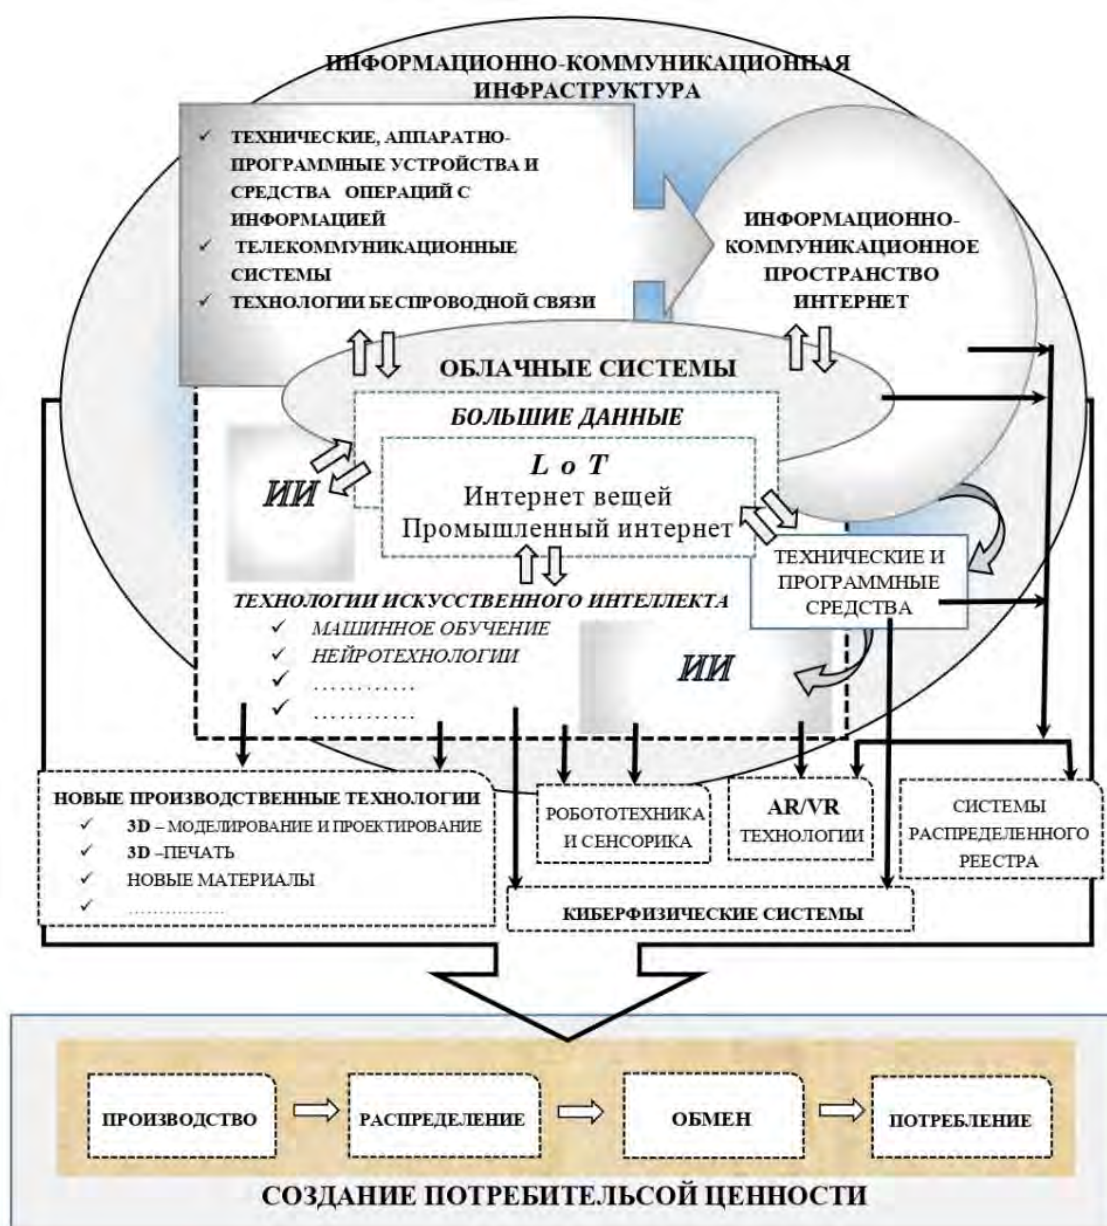 ИНФОРМАЦИОННО-КОММУНИКАЦИОННАЯ
ИНФРАСТРУКТУРА
✓ ТЕХНИЧЕСКИЕ, АППАРАТНО-
ПРОГРАММНЫЕ УСТРОЙСТВА И
СРЕДСТВА ОПЕРАЦИЙ С
ИНФОРМАЦИЕЙ
✓ ТЕЛЕКОММУНИКАЦИОННЫЕ
СИСТЕМЫ
✓ ТЕХНОЛОГИИ БЕСПРОВОДНОЙ СВЯЗИ
ИНФОРМАЦИОННО-
КОММУНИКАЦИОННОЕ
ПРОСТРАНСТВО
ИНТЕРНЕТ
ОБЛАЧНЫЕ СИСТЕМЫ
БОЛЬШИЕ ДАННЫЕ
L o T
Интернет вещей
Промышленный интернет
ИИ
ТЕХНИЧЕСКИЕ И
ПРОГРАММНЫЕ
СРЕДСТВА
ТЕХНОЛОГИИ ИСКУССТВЕННОГО ИНТЕЛЛЕКТА
✓ МАШИННОЕ ОБУЧЕНИЕ
✓ НЕЙРОТЕХНОЛОГИИ
✓ …………
✓ …………
ИИ
НОВЫЕ ПРОИЗВОДСТВЕННЫЕ ТЕХНОЛОГИИ
✓ 3D – МОДЕЛИРОВАНИЕ И ПРОЕКТИРОВАНИЕ
✓ 3D –ПЕЧАТЬ
✓ НОВЫЕ МАТЕРИАЛЫ
✓ ……………
РОБОТОТЕХНИКА
И СЕНСОРИКА
AR/VR
ТЕХНОЛОГИИ
СИСТЕМЫ
РАСПРЕДЕЛЕННОГО
РЕЕСТРА
КИБЕРФИЗИЧЕСКИЕ СИСТЕМЫ
ПРОИЗВОДСТВО
РАСПРЕДЕЛЕНИЕ
ОБМЕН
ПОТРЕБЛЕНИЕ
СОЗДАНИЕ ПОТРЕБИТЕЛЬСОЙ ЦЕННОСТИ